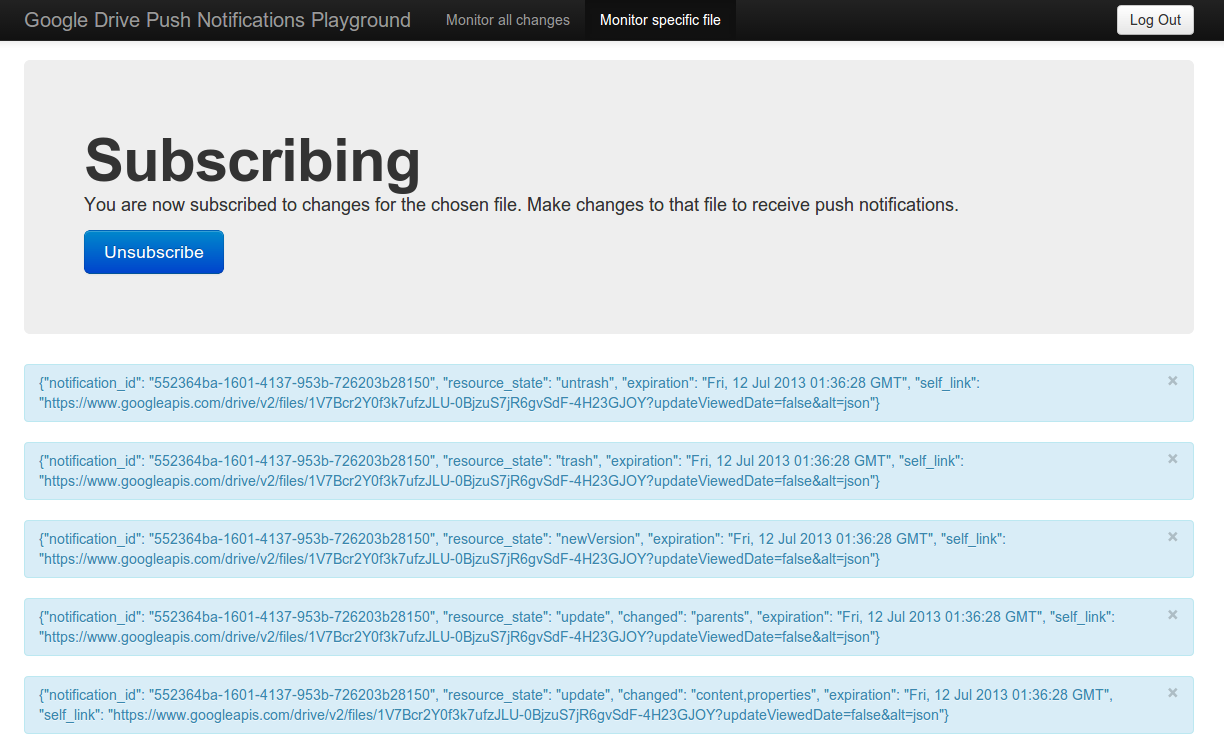 Google Drive Push Notifications Playground Monitor all changes Monitor specific file Log Out
Subscribing
You are now subscribed to changes for the chosen file. Make changes to that file to receive push notifications.
Unsubscribe
{"notification_id": "552364ba-1601-4137-953b-726203b28150", "resource_state": "untrash", "expiration": "Fri, 12 Jul 2013 01:36:28 GMT", "self_link": ×
"https://www.googleapis.com/drive/v2/files/1V7Bcr2Y0f3k7ufzJLU-0BjzuS7jR6gvSdF-4H23GJOY?updateViewedDate=false&alt=json"}
{"notification_id": "552364ba-1601-4137-953b-726203b28150", "resource_state": "trash", "expiration": "Fri, 12 Jul 2013 01:36:28 GMT", "self_link": ×
"https://www.googleapis.com/drive/v2/files/1V7Bcr2Y0f3k7ufzJLU-0BjzuS7jR6gvSdF-4H23GJOY?updateViewedDate=false&alt=json"}
{"notification_id": "552364ba-1601-4137-953b-726203b28150", "resource_state": "newVersion", "expiration": "Fri, 12 Jul 2013 01:36:28 GMT", "self_link": ×
"https://www.googleapis.com/drive/v2/files/1V7Bcr2Y0f3k7ufzJLU-0BjzuS7jR6gvSdF-4H23GJOY?updateViewedDate=false&alt=json"}
{"notification_id": "552364ba-1601-4137-953b-726203b28150", "resource_state": "update", "changed": "parents", "expiration": "Fri, 12 Jul 2013 01:36:28 GMT", "self_link": ×
"https://www.googleapis.com/drive/v2/files/1V7Bcr2Y0f3k7ufzJLU-0BjzuS7jR6gvSdF-4H23GJOY?updateViewedDate=false&alt=json"}
{"notification_id": "552364ba-1601-4137-953b-726203b28150", "resource_state": "update", "changed": "content,properties", "expiration": "Fri, 12 Jul 2013 01:36:28 GMT", ×
"self_link": "https://www.googleapis.com/drive/v2/files/1V7Bcr2Y0f3k7ufzJLU-0BjzuS7jR6gvSdF-4H23GJOY?updateViewedDate=false&alt=json"}